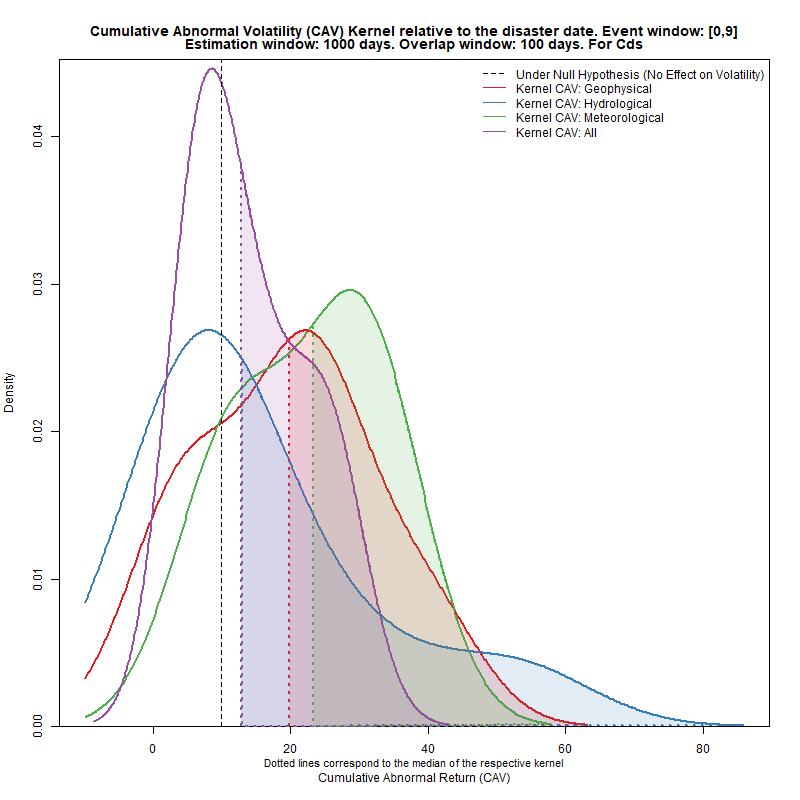 Cumulative Abnormal Volatility (CAV) Kernel relative to the disaster date. Event window: [0,9]
Estimation window: 1000 days. Overlap window: 100 days. For Cds
Under Null Hypothesis (No Effect on Volatility)
Kernel CAV: Geophysical
Kernel CAV: Hydrological
Kernel CAV: Meteorological
Kernel CAV: All
Density
0.04
0.03
0.02
0.01
0.00
0 20 40 60 80
Dotted lines correspond to the median of the respective kernel
Cumulative Abnormal Return (CAV)